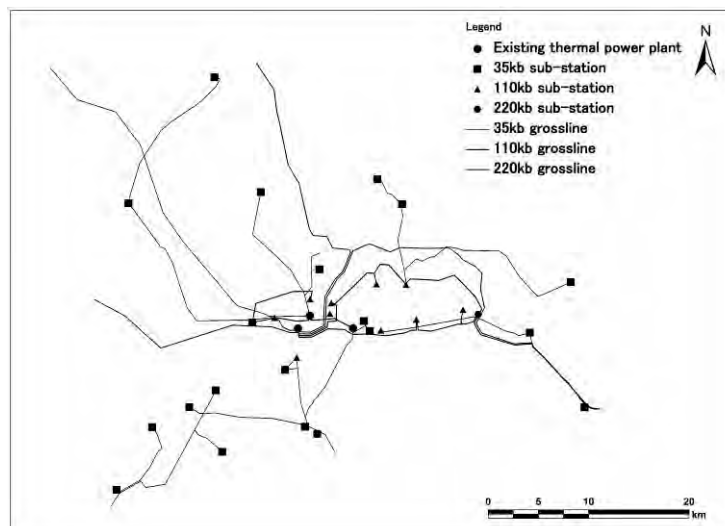 Legend
N
Existing thermal power plant
35kb sub-station
110kb sub-station
220kb sub-station
35kb grossline
110kb grossline
220kb grossline
0 5 10 20
km